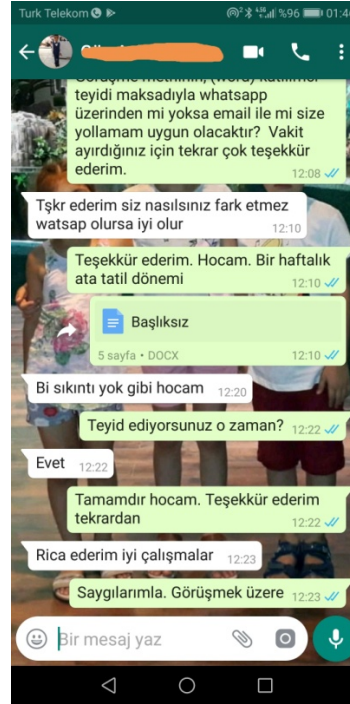 Turk Telekom
%96
01:4
teyidi maksadıyla whatsapp
üzerinden mi yoksa email ile mi size
yollamam uygun olacaktır? Vakit
ayırdığınız için tekrar çok teşekkür
ederim.
12:08
Tşkr ederim siz nasılsınız fark etmez
watsap olursa iyi olur
12:10
Teşekkür ederim. Hocam. Bir haftalık
ata tatil dönemi
12:10
Başlıksız
5 sayfa • DOCX
12:10
Bi sıkıntı yok gibi hocam 12:20
Teyid ediyorsunuz o zaman? 12:22
Evet 12:22
Tamamdır hocam. Teşekkür ederim
tekrardan
12:22
Rica ederim iyi çalışmalar 12:23
Saygılarımla. Görüşmek üzere 12:23
Bir mesaj yaz